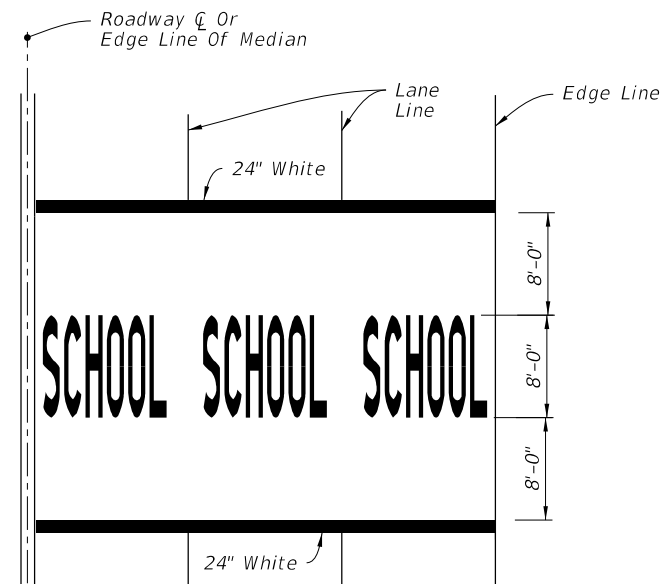 Roadway ℄ Or
Edge Line Of Median
Lane
Line
Edge Line
24" White
8'-0"
SCHOOL SCHOOL SCHOOL
8'-0"
8'-0"
24" White